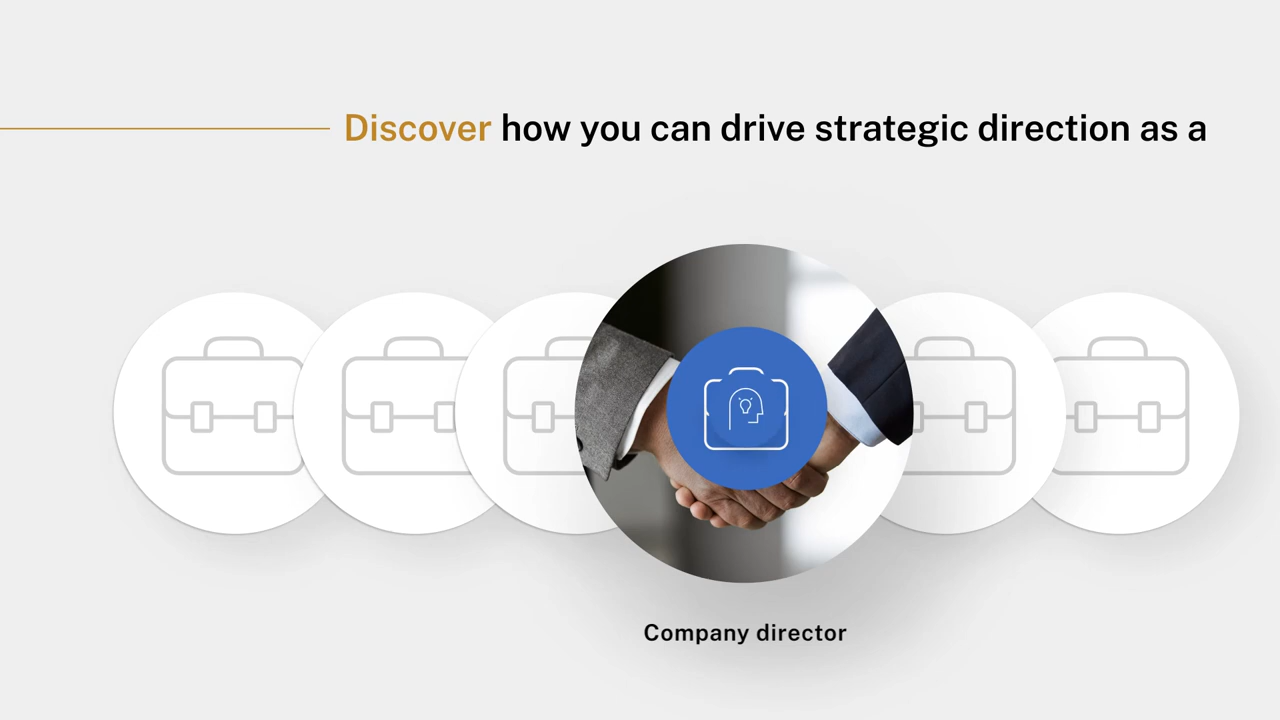 Discover how you can drive strategic direction as a
Company director